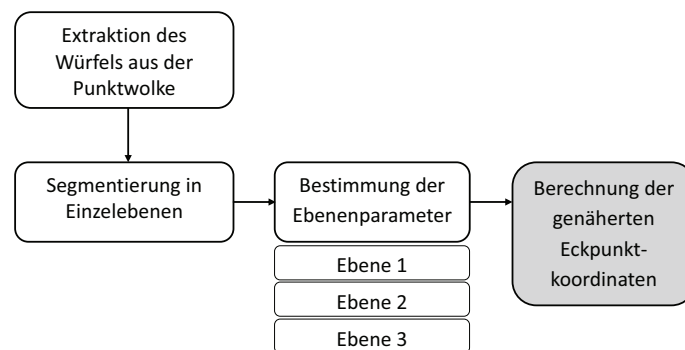 Extraktion des
Würfels aus der
Punktwolke
Segmentierung in
Einzelebenen
Bestimmung der
Ebenenparameter
Ebene 1
Ebene 2
Ebene 3
Berechnung der
genäherten
Eckpunkt-
koordinaten